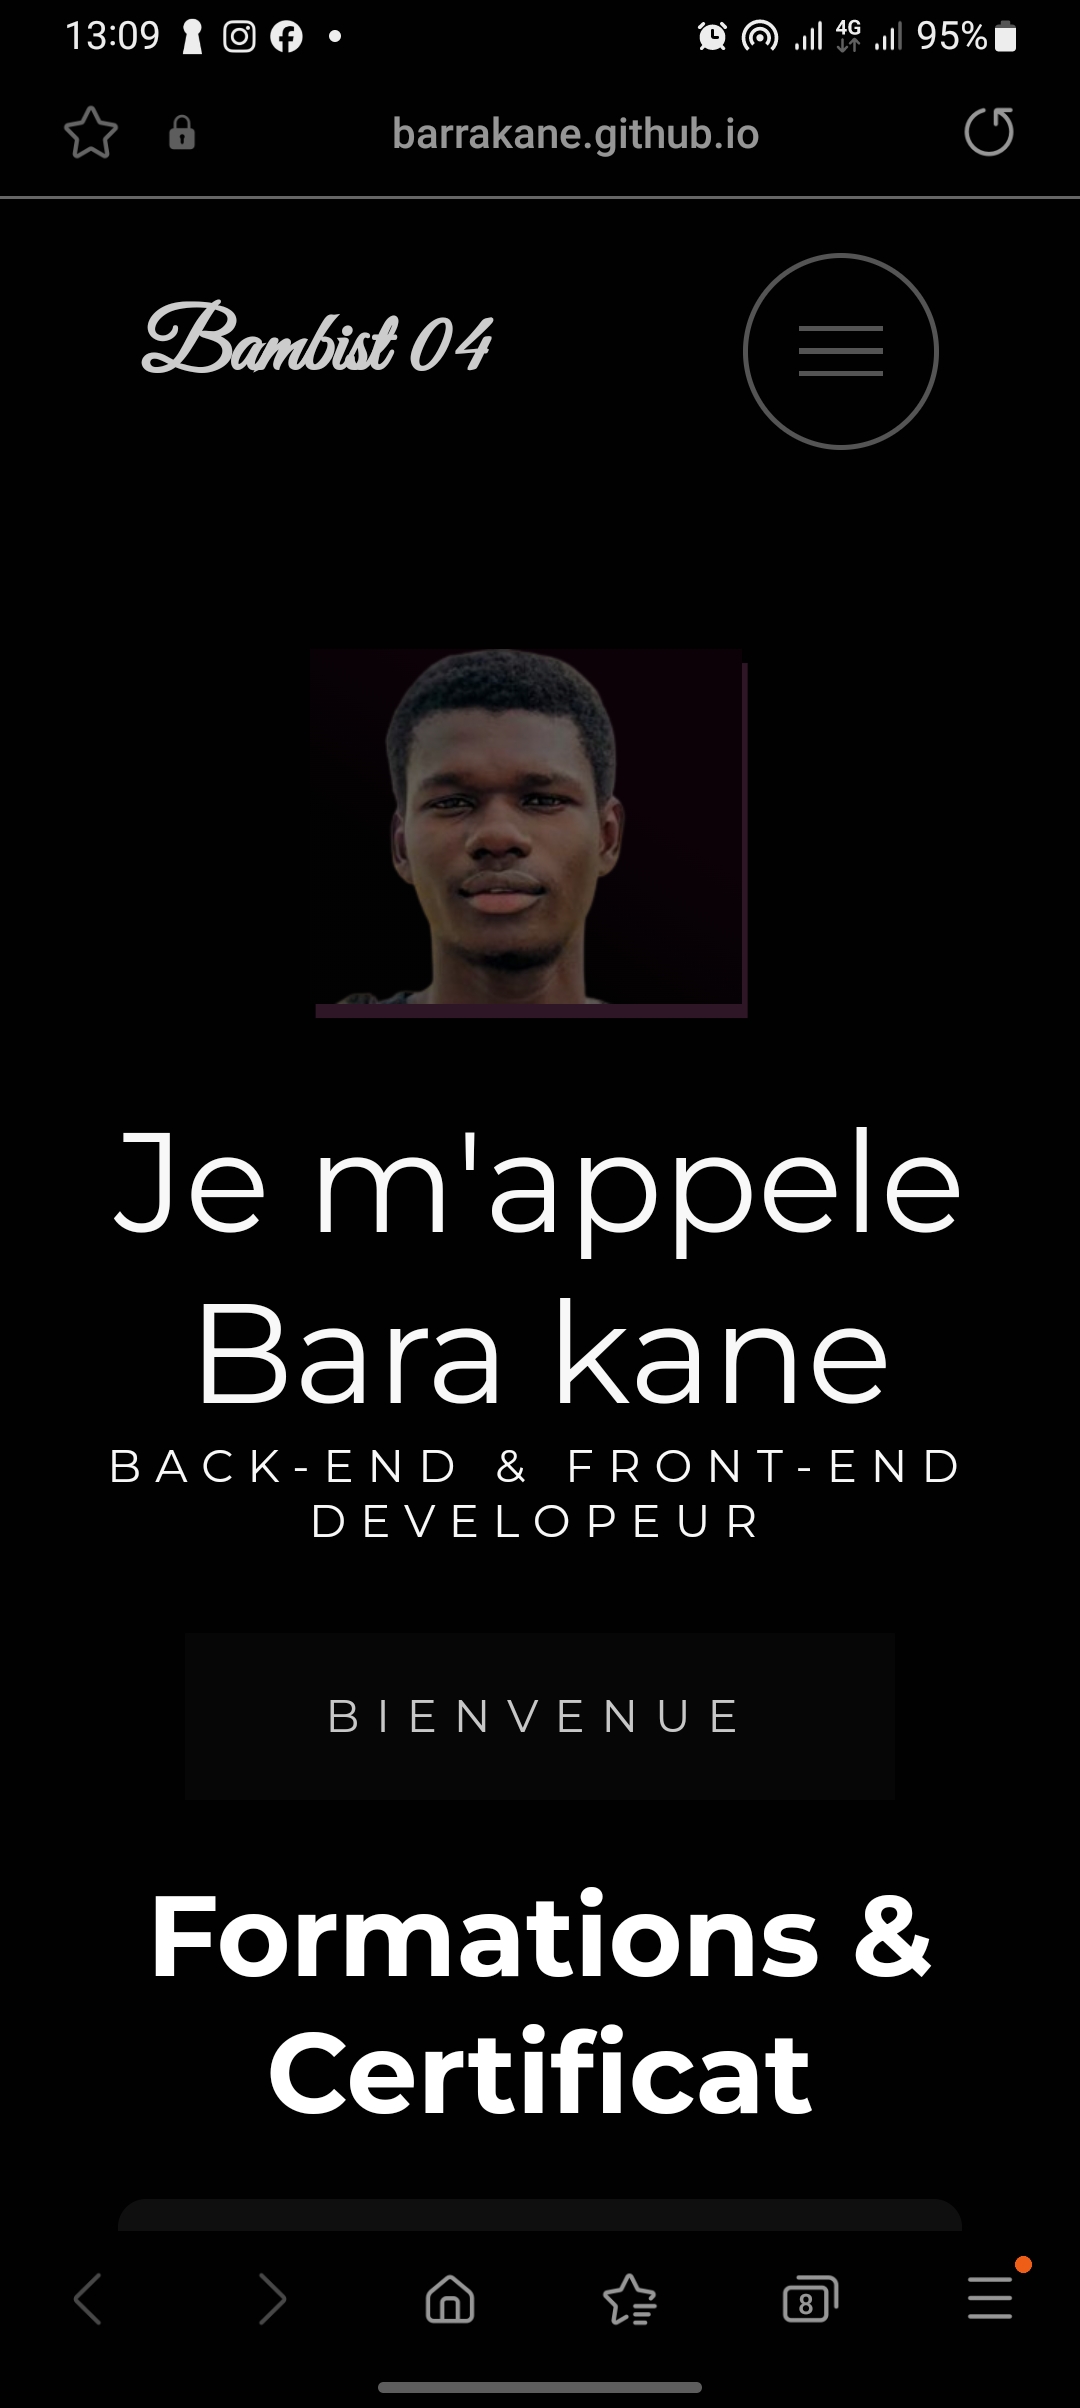 13:09
4G
95%
barrakane.github.io
Bambist 04
Je m'appele
Bara kane
BACK-END & FRONT-END
DEVELOPEUR
BIENVENUE
Formations &
Certificat
8